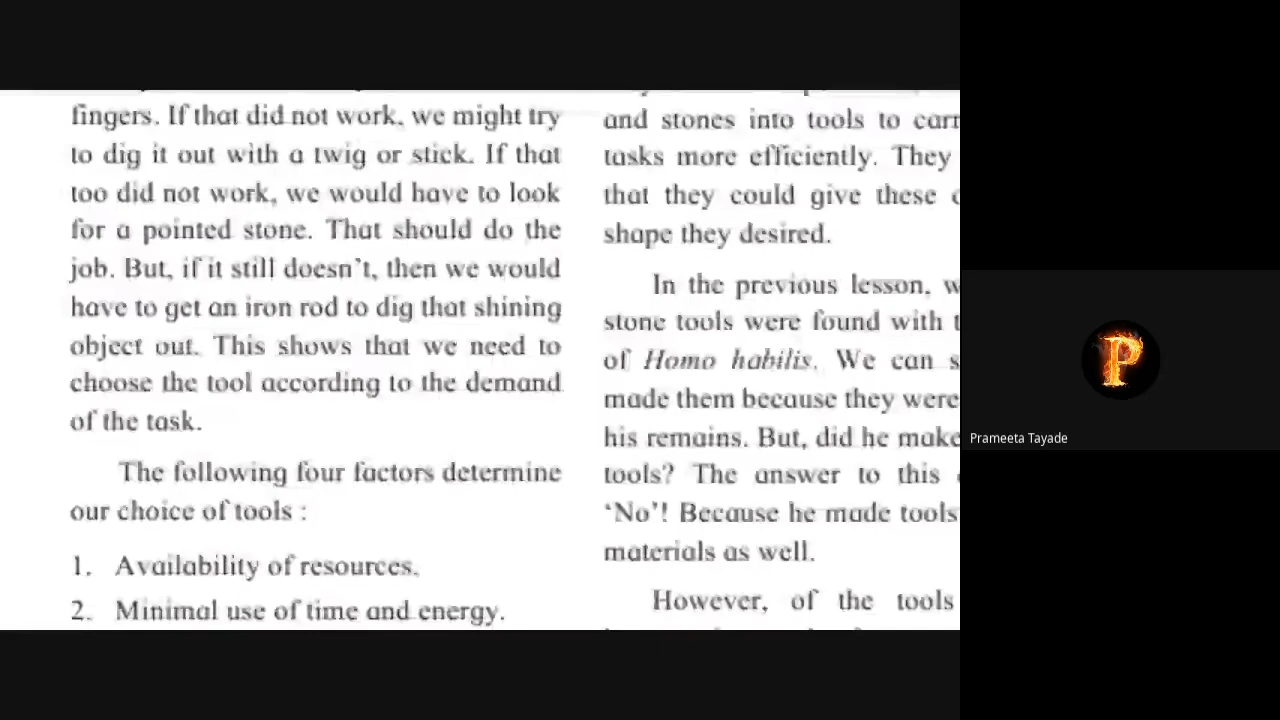 fingers. If that did not work, we might try
to dig it out with a twig or stick. If that
too did not work, we would have to look
for a pointed stone. That should do the
job. But, if it still doesn't, then we would
have to get an iron rod to dig that shining
object out. This shows that we need to
choose the tool according to the demand
of the task.
The following four factors determine
our choice of tools :
1. Availability of resources.
2. Minimal use of time and energy.
and stones into tools to
tasks more efficiently. They
that they could give these
shape they desired.
In the previous lesson,
stone tools were found with
of Homo habilis. We can
made them because they were
his remains. But, did he make
tools? The answer to this
'No'! Because he made tools
materials as well.
However, of the tools
P
Prameeta Tayade